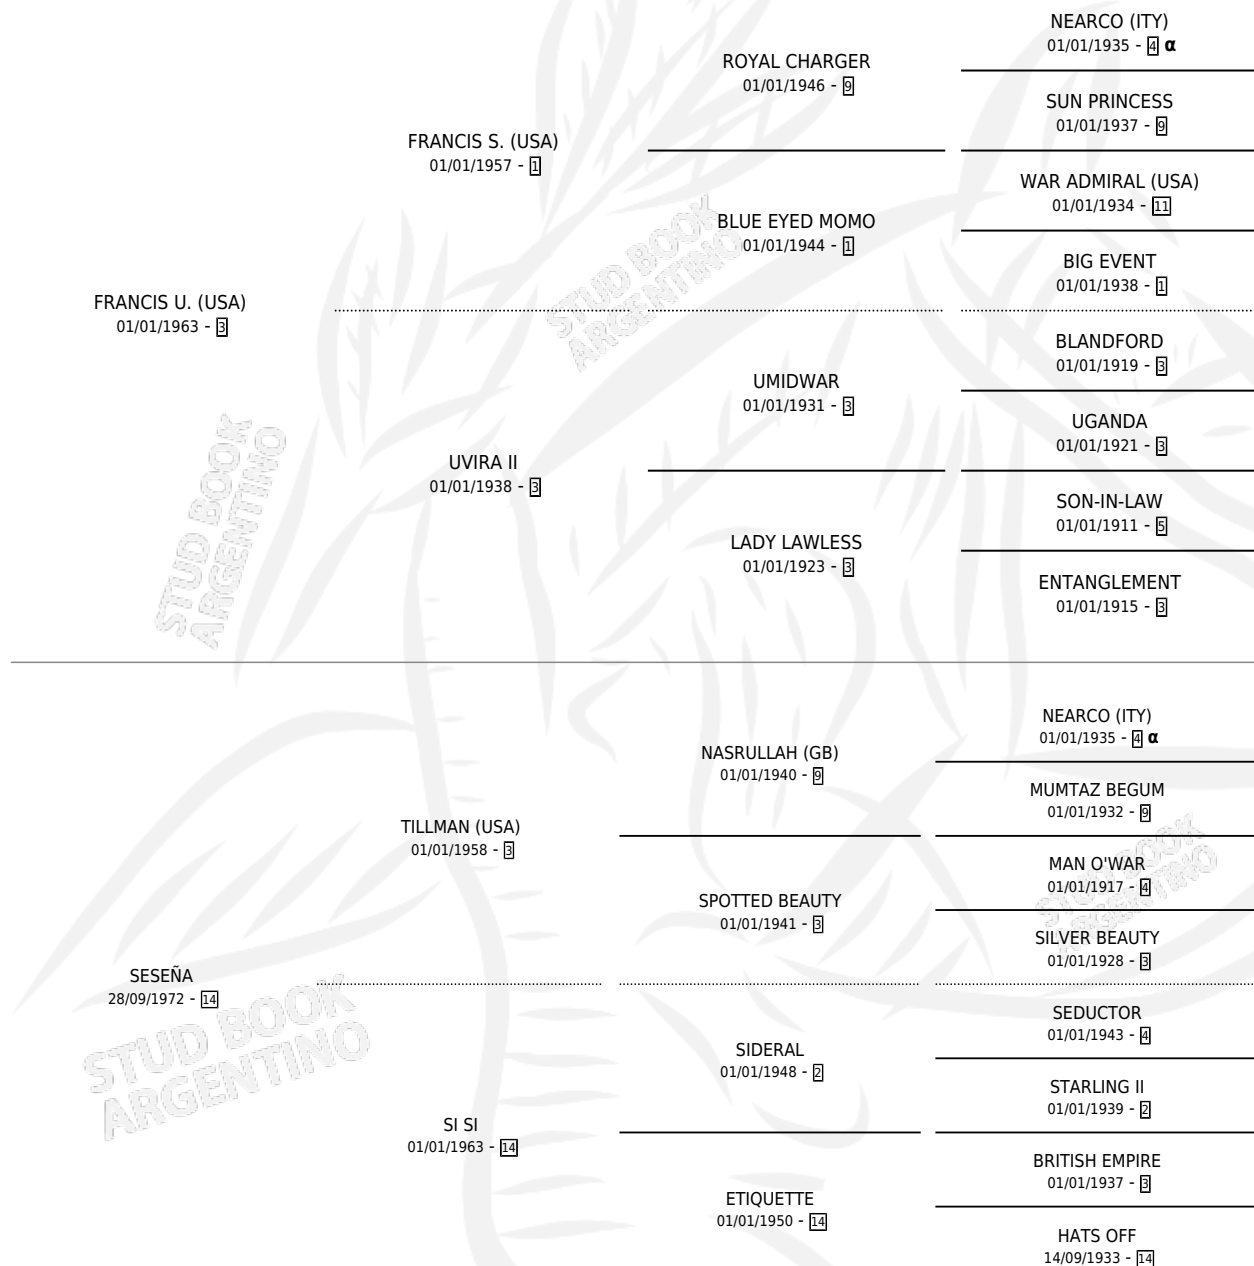 NEARCO (ITY)
01/01/1935 - 4 α
ROYAL CHARGER
01/01/1946 - 9
SUN PRINCESS
01/01/1937 - 9
FRANCIS S. (USA)
01/01/1957 - 1
WAR ADMIRAL (USA)
01/01/1934 - 11
BLUE EYED MOMO
01/01/1944 - 1
BIG EVENT
01/01/1938 - 1
STUD BOOK
ARGENTINO
FRANCIS U. (USA)
01/01/1963 - 3
BLANDFORD
01/01/1919 - 3
UMIDWAR
01/01/1931 - 3
UGANDA
01/01/1921 - 3
UVIRA II
01/01/1938 - 3
SON-IN-LAW
01/01/1911 - 5
LADY LAWLESS
01/01/1923 - 3
ENTANGLEMENT
01/01/1915 - 3
STUD BOOK
ARGENTINO
NEARCO (ITY)
01/01/1935 - 4 α
NASRULLAH (GB)
01/01/1940 - 9
MUMTAZ BEGUM
01/01/1932 - 9
TILLMAN (USA)
01/01/1958 - 3
MAN O'WAR
01/01/1917 - 4
SPOTTED BEAUTY
01/01/1941 - 3
SILVER BEAUTY
01/01/1928 - 3
STUD BOOK
ARGENTINO
SESEÑA
28/09/1972 - 14
SEDUCTOR
01/01/1943 - 4
SIDERAL
01/01/1948 - 2
STARLING II
01/01/1939 - 2
STUD BOOK
ARGENTINO
SI SI
01/01/1963 - 14
BRITISH EMPIRE
01/01/1937 - 3
ETIQUETTE
01/01/1950 - 14
HATS OFF
14/09/1933 - 14